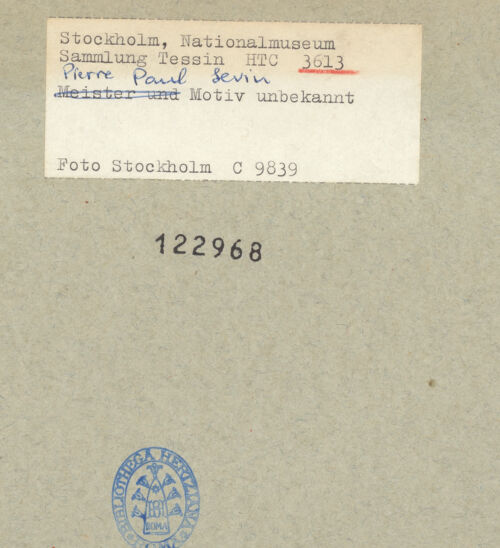 Stockholm, Nationalmuseum
Sammlung Tessin HTC 3613
Pierre Paul Sevin
Meister und Motiv unbekannt
Foto Stockholm C 9839
122968
BIBLIOTHECA HERTZIANA
ROMA